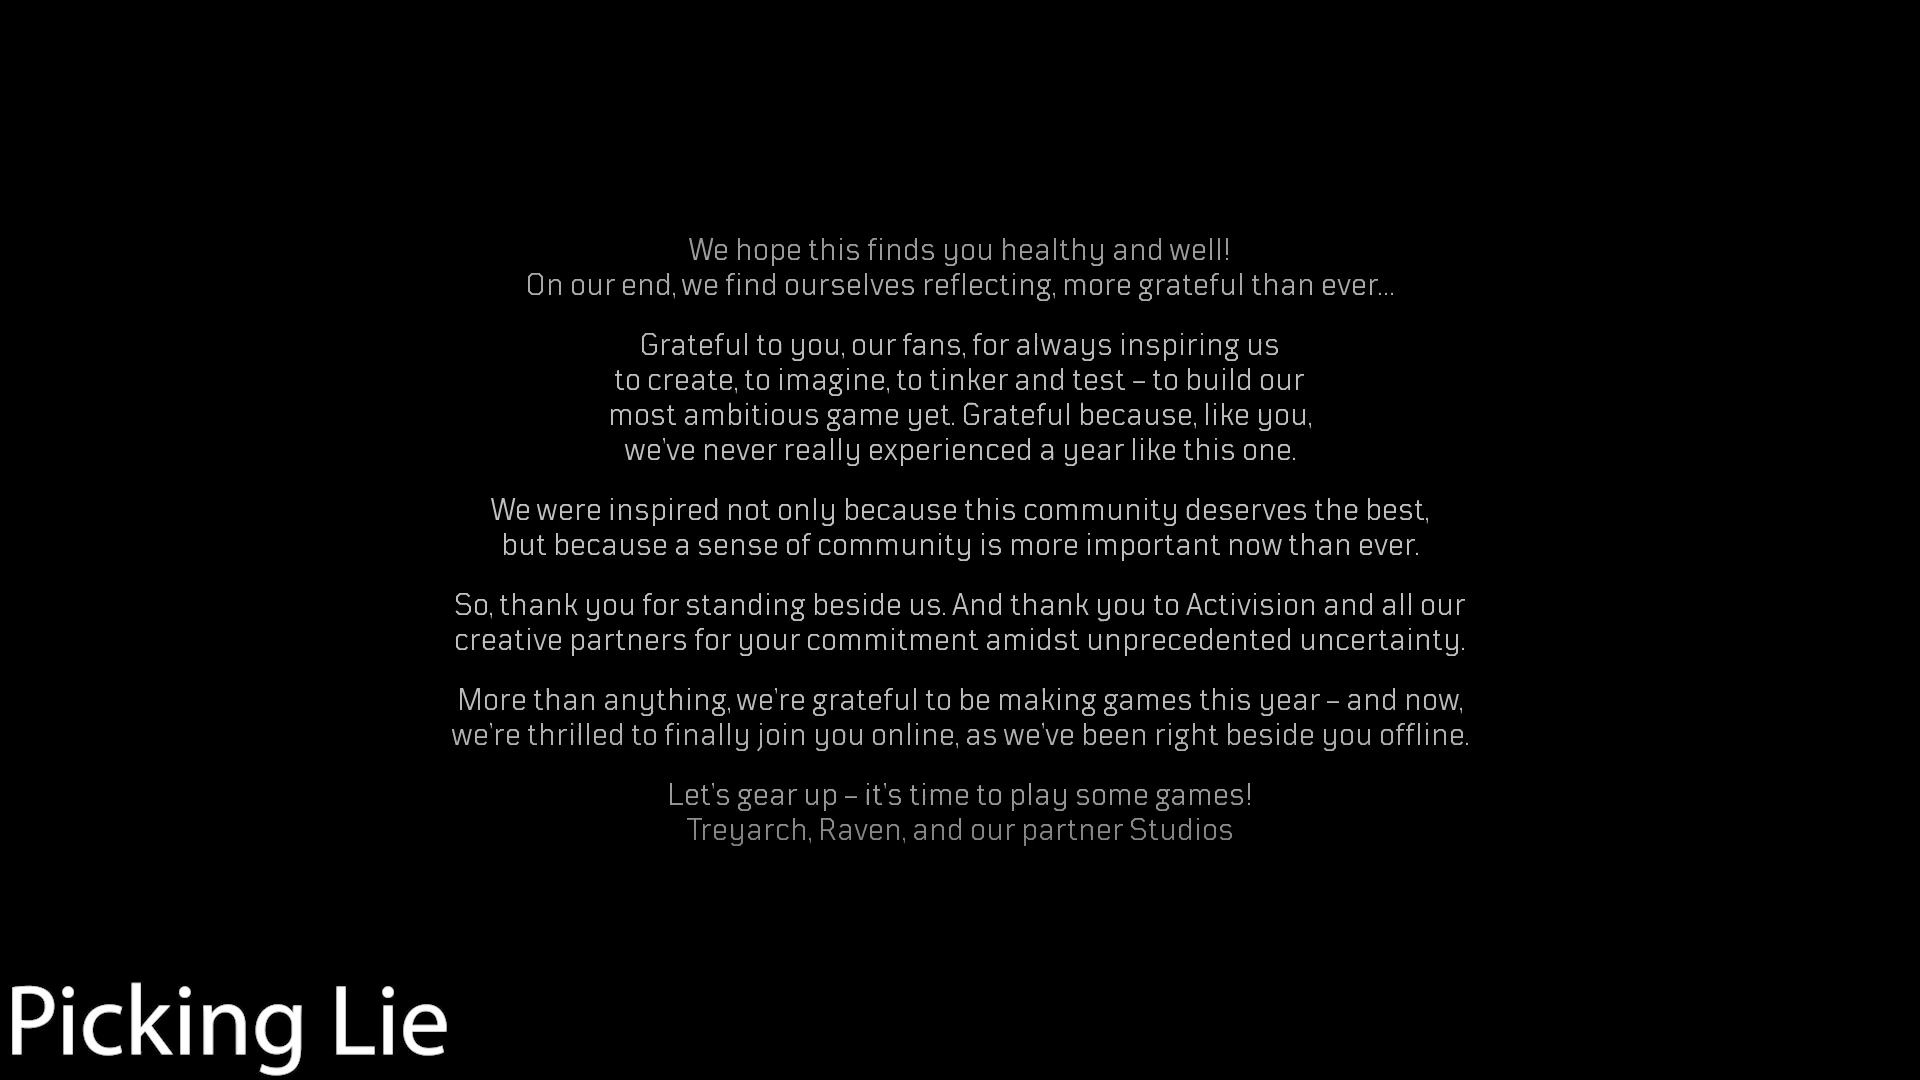 We hope this finds you healthy and well!
On our end, we find ourselves reflecting, more grateful than ever...
Grateful to you, our fans, for always inspiring us
to create, to imagine, to tinker and test – to build our
most ambitious game yet. Grateful because, like you,
we've never really experienced a year like this one.
We were inspired not only because this community deserves the best,
but because a sense of community is more important now than ever.
So, thank you for standing beside us. And thank you to Activision and all our
creative partners for your commitment amidst unprecedented uncertainty.
More than anything, we're grateful to be making games this year – and now,
we're thrilled to finally join you online, as we've been right beside you offline.
Let's gear up – it's time to play some games!
Treyarch, Raven, and our partner Studios
Picking Lie